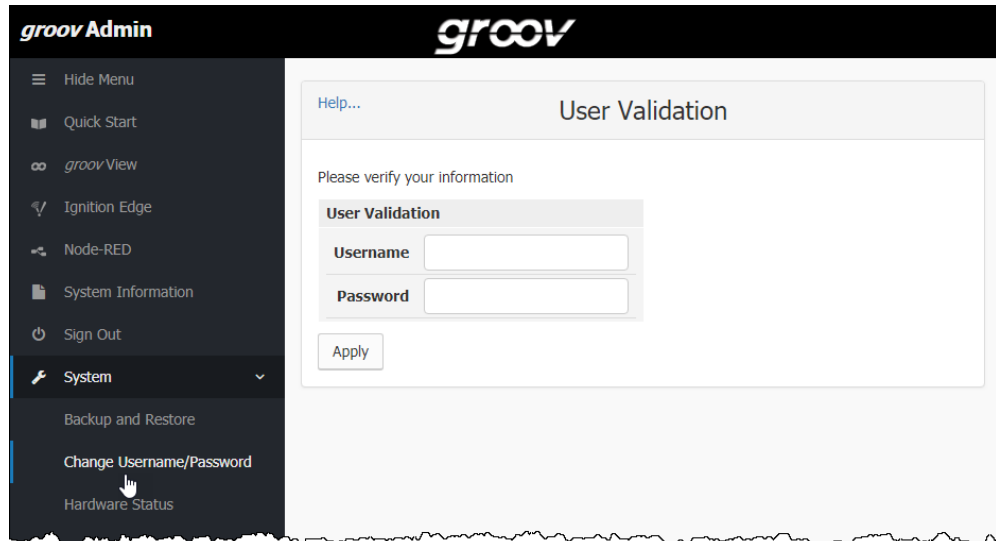 groov Admin
groov
Hide Menu
Quick Start
groov View
Ignition Edge
Node-RED
System Information
Sign Out
System
Backup and Restore
Change Username/Password
Hardware Status
Help...
User Validation
Please verify your information
User Validation
Username
Password
Apply